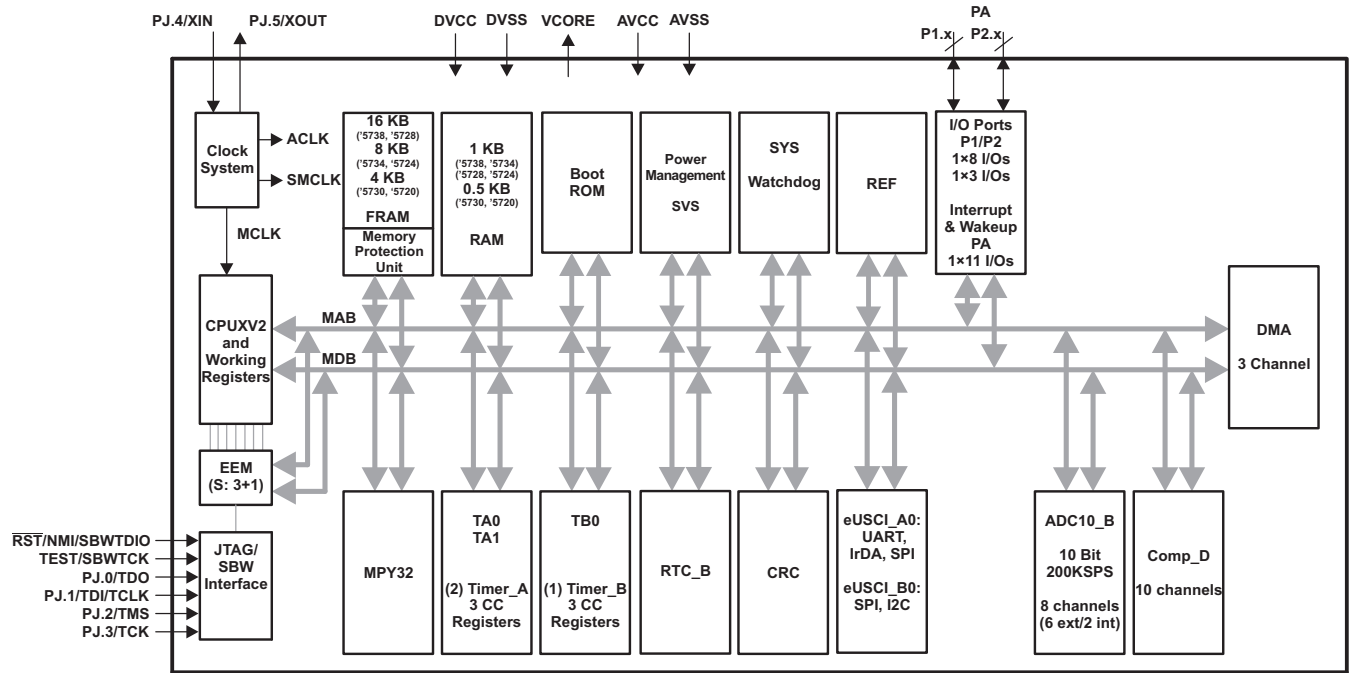 PJ.4/XIN
PJ.5/XOUT
DVCC
DVSS
VCORE
AVCC
AVSS
PA
P1.x
P2.x
Clock
System
ACLK
SMCLK
MCLK
16 KB
('5738, '5728)
8 KB
('5734, '5724)
4 KB
('5730, '5720)
FRAM
Memory
Protection
Unit
1 KB
('5738, '5734)
('5728, '5724)
0.5 KB
('5730, '5720)
RAM
Boot
ROM
Power
Management
SVS
SYS
Watchdog
REF
I/O Ports
P1/P2
1×8 I/Os
1×3 I/Os
Interrupt
& Wakeup
PA
1×11 I/Os
CPUXV2
and
Working
Registers
MAB
MDB
DMA
3 Channel
EEM
(S: 3+1)
RST/NMI/SBWTDIO
TEST/SBWTCK
PJ.0/TDO
PJ.1/TDI/TCLK
PJ.2/TMS
PJ.3/TCK
JTAG/
SBW
Interface
MPY32
TA0
TA1
(2) Timer_A
3 CC
Registers
TB0
(1) Timer_B
3 CC
Registers
RTC_B
CRC
eUSCI_A0:
UART,
IrDA, SPI
eUSCI_B0:
SPI, I2C
ADC10_B
10 Bit
200KSPS
8 channels
(6 ext/2 int)
Comp_D
10 channels